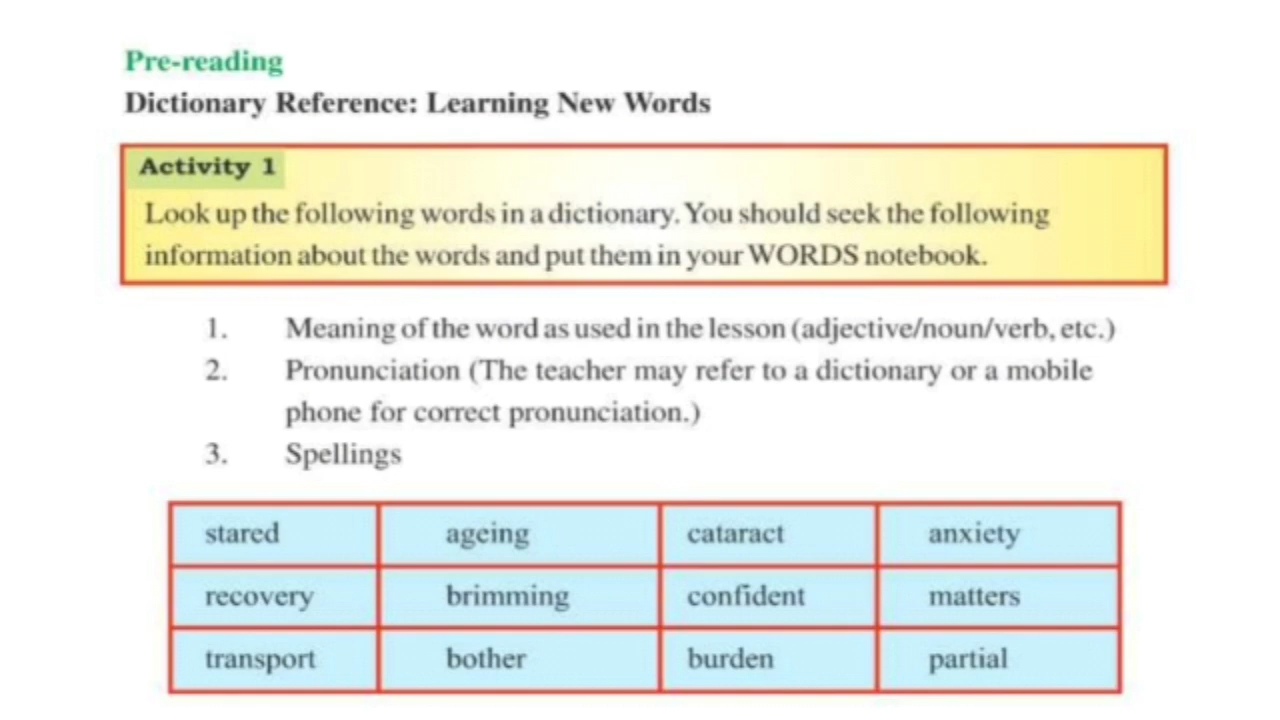 Pre-reading
Dictionary Reference: Learning New Words
Activity 1
Look up the following words in a dictionary. You should seek the following
information about the words and put them in your WORDS notebook.
1. Meaning of the word as used in the lesson (adjective/noun/verb, etc.)
2. Pronunciation (The teacher may refer to a dictionary or a mobile
phone for correct pronunciation.)
3. Spellings
stared ageing cataract anxiety
recovery brimming confident matters
transport bother burden partial